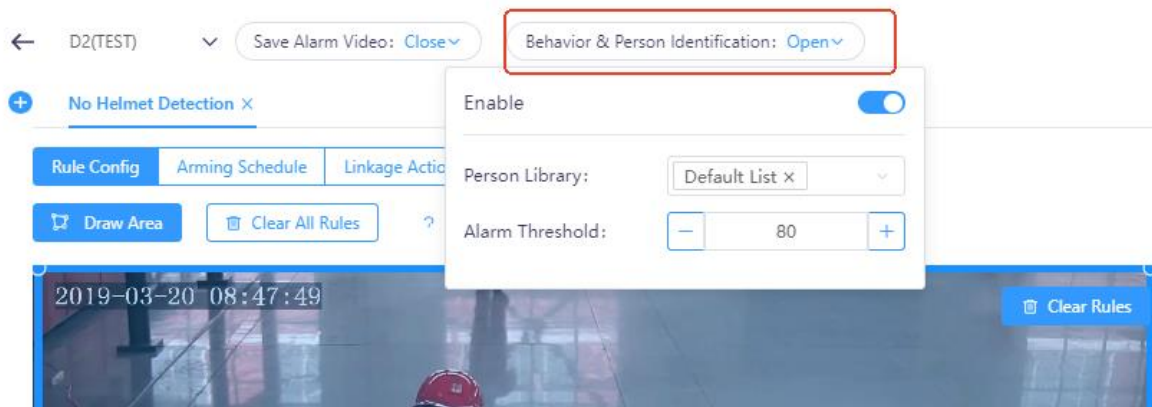 D2(TEST) Save Alarm Video: Close Behavior & Person Identification: Open
No Helmet Detection ×
Enable
Rule Config Arming Schedule Linkage Actio
Person Library: Default List ×
Draw Area Clear All Rules ?
Alarm Threshold: − 80 +
2019-03-20 08:47:49
Clear Rules